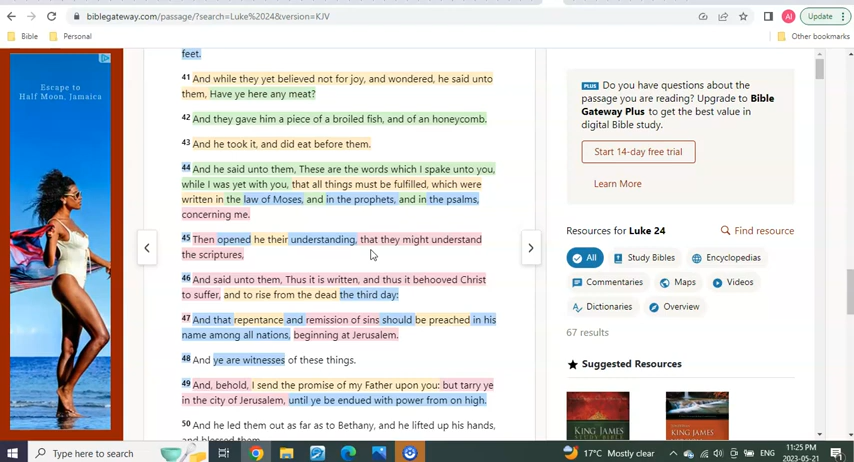 biblegateway.com/passage/?search=Luke%2024&version=KJV
AI
Update
Bible
Personal
Other bookmarks
Escape to
Half Moon, Jamaica
feet.
41 And while they yet believed not for joy, and wondered, he said unto
them, Have ye here any meat?
42 And they gave him a piece of a broiled fish, and of an honeycomb.
43 And he took it, and did eat before them.
44 And he said unto them, These are the words which I spake unto you,
while I was yet with you, that all things must be fulfilled, which were
written in the law of Moses, and in the prophets, and in the psalms,
concerning me.
45 Then opened he their understanding, that they might understand
the scriptures,
46 And said unto them, Thus it is written, and thus it behooved Christ
to suffer, and to rise from the dead the third day:
47 And that repentance and remission of sins should be preached in his
name among all nations, beginning at Jerusalem.
48 And ye are witnesses of these things.
49 And, behold, I send the promise of my Father upon you: but tarry ye
in the city of Jerusalem, until ye be endued with power from on high.
50 And he led them out as far as to Bethany, and he lifted up his hands,
and blessed them.
PLUS Do you have questions about the
passage you are reading? Upgrade to Bible
Gateway Plus to get the best value in
digital Bible study.
Start 14-day free trial
Learn More
Resources for Luke 24
Find resource
All
Study Bibles
Encyclopedias
Commentaries
Maps
Videos
Dictionaries
Overview
67 results
Suggested Resources
KING JAMES
STUDY BIBLE
KING JAMES
Type here to search
17°C Mostly clear
ENG
11:25 PM
2023-05-21